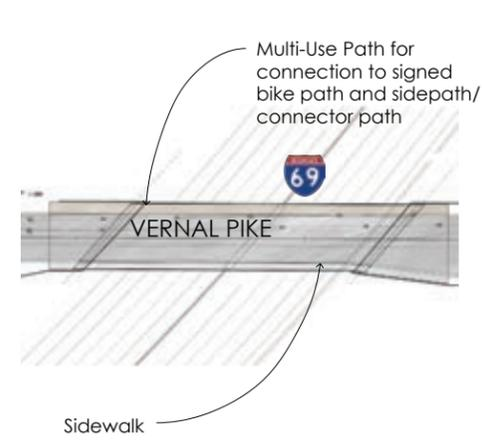 Multi-Use Path for
connection to signed
bike path and sidepath/
connector path
69
VERNAL PIKE
Sidewalk